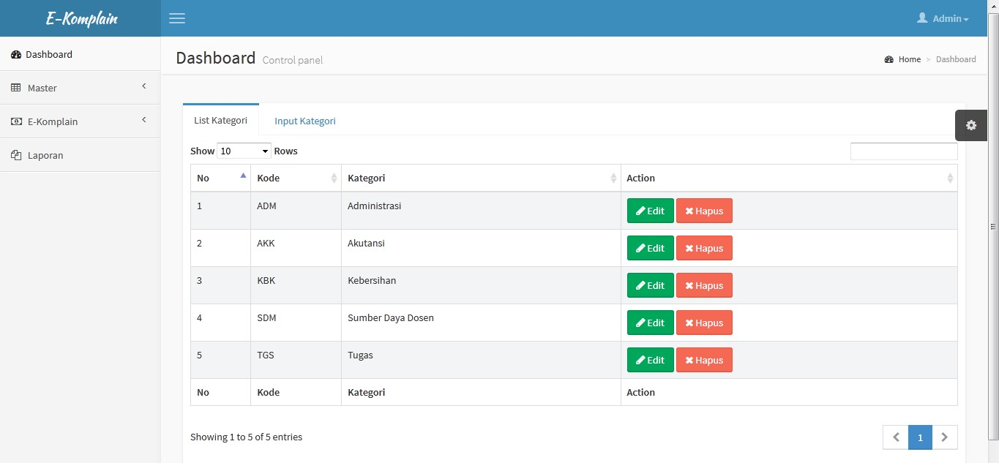 E-Komplain
Admin
Dashboard
Master
E-Komplain
Laporan
Dashboard Control panel
Home > Dashboard
List Kategori Input Kategori
Show 10 Rows
No Kode Kategori Action
1 ADM Administrasi Edit Hapus
2 AKK Akutansi Edit Hapus
3 KBK Kebersihan Edit Hapus
4 SDM Sumber Daya Dosen Edit Hapus
5 TGS Tugas Edit Hapus
No Kode Kategori Action
Showing 1 to 5 of 5 entries
1